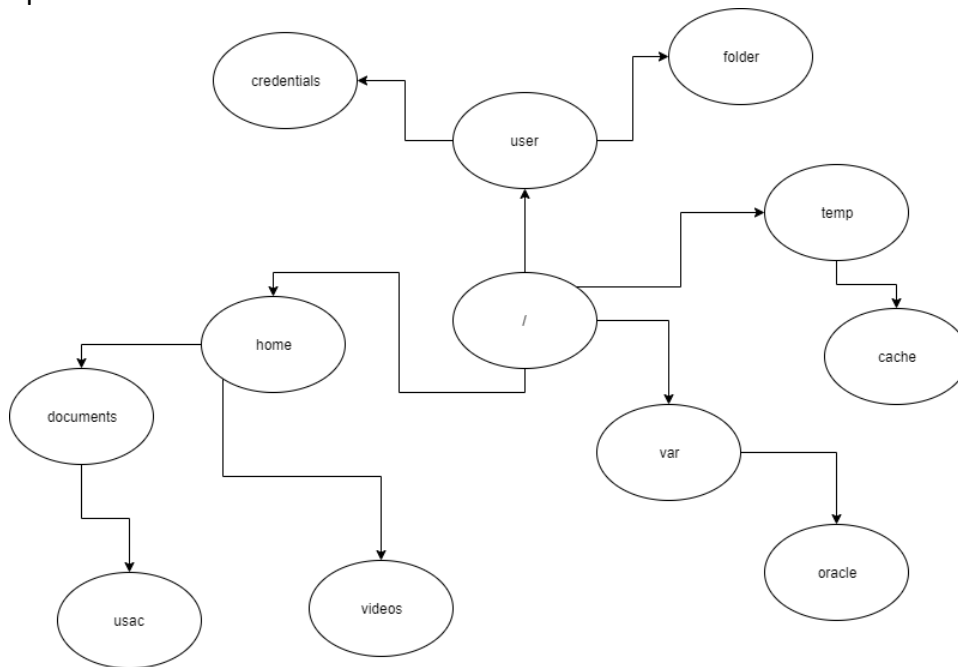 folder
credentials
user
temp
/
home
cache
documents
var
oracle
videos
usac